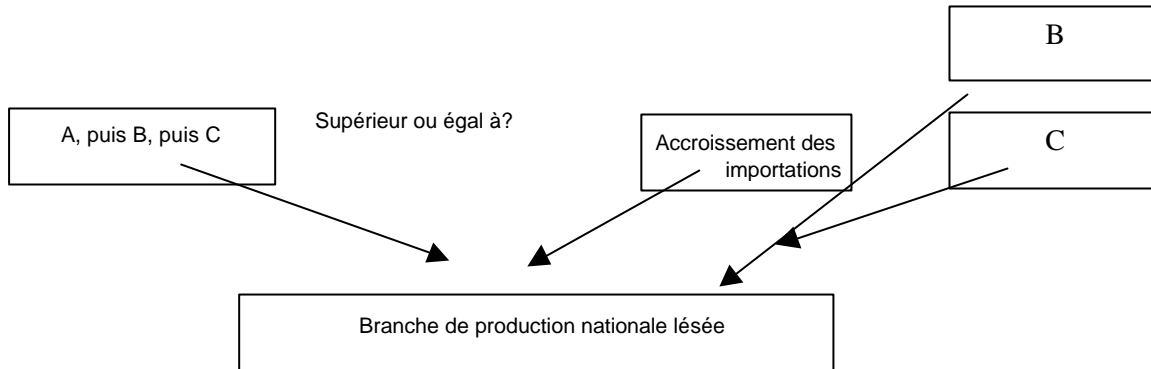 B
A, puis B, puis C
Supérieur ou égal à?
Accroissement des
importations
C
Branche de production nationale lésée